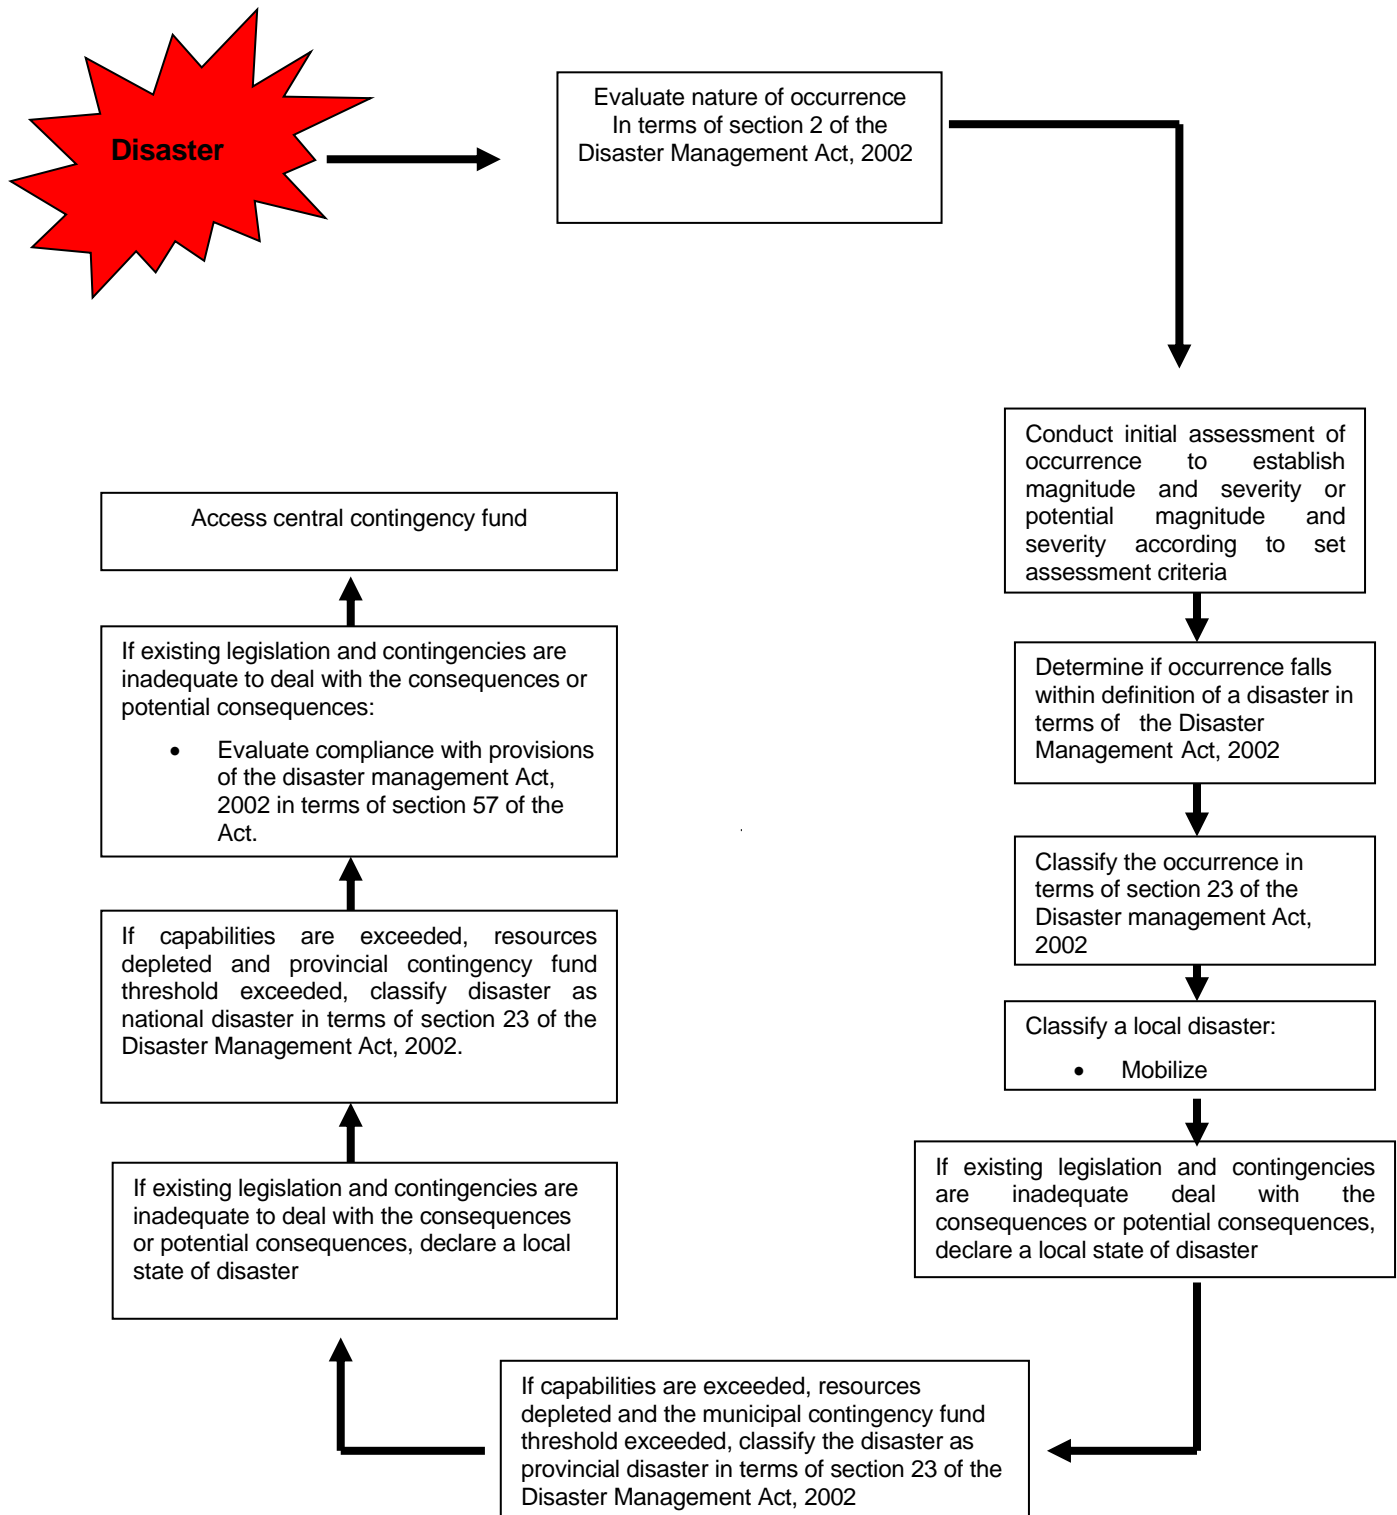 Disaster
Evaluate nature of occurrence
In terms of section 2 of the
Disaster Management Act, 2002
Conduct initial assessment of
occurrence to establish
magnitude and severity or
potential magnitude and
severity according to set
assessment criteria
Determine if occurrence falls
within definition of a disaster in
terms of the Disaster
Management Act, 2002
Classify the occurrence in
terms of section 23 of the
Disaster management Act,
2002
Classify a local disaster:
• Mobilize
If existing legislation and contingencies
are inadequate deal with the
consequences or potential consequences,
declare a local state of disaster
If capabilities are exceeded, resources
depleted and the municipal contingency fund
threshold exceeded, classify the disaster as
provincial disaster in terms of section 23 of the
Disaster Management Act, 2002
If existing legislation and contingencies are
inadequate to deal with the consequences
or potential consequences, declare a local
state of disaster
If capabilities are exceeded, resources
depleted and provincial contingency fund
threshold exceeded, classify disaster as
national disaster in terms of section 23 of the
Disaster Management Act, 2002.
If existing legislation and contingencies are
inadequate to deal with the consequences or
potential consequences:
• Evaluate compliance with provisions
of the disaster management Act,
2002 in terms of section 57 of the
Act.
Access central contingency fund